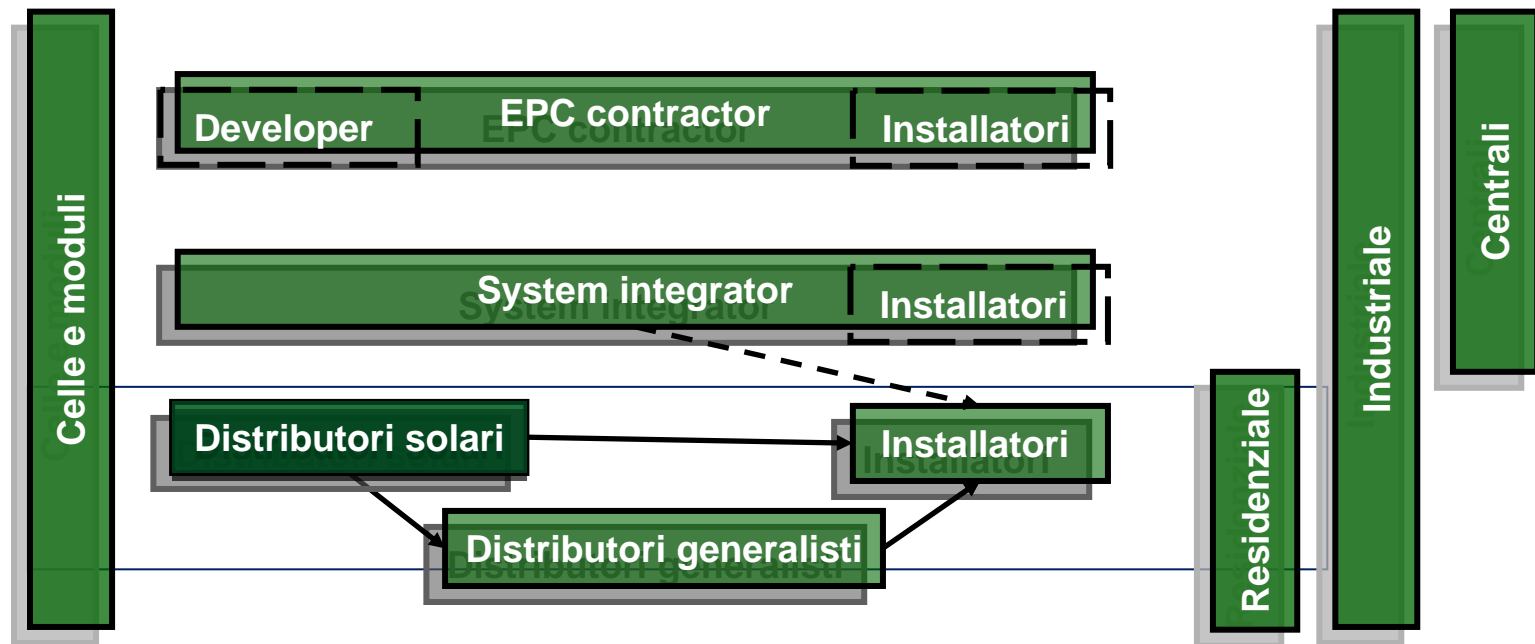 Celle e moduli
Developer
EPC contractor
Installatori
System integrator
Installatori
Distributori solari
Installatori
Distributori generalisti
Residenziale
Industriale
Centrali